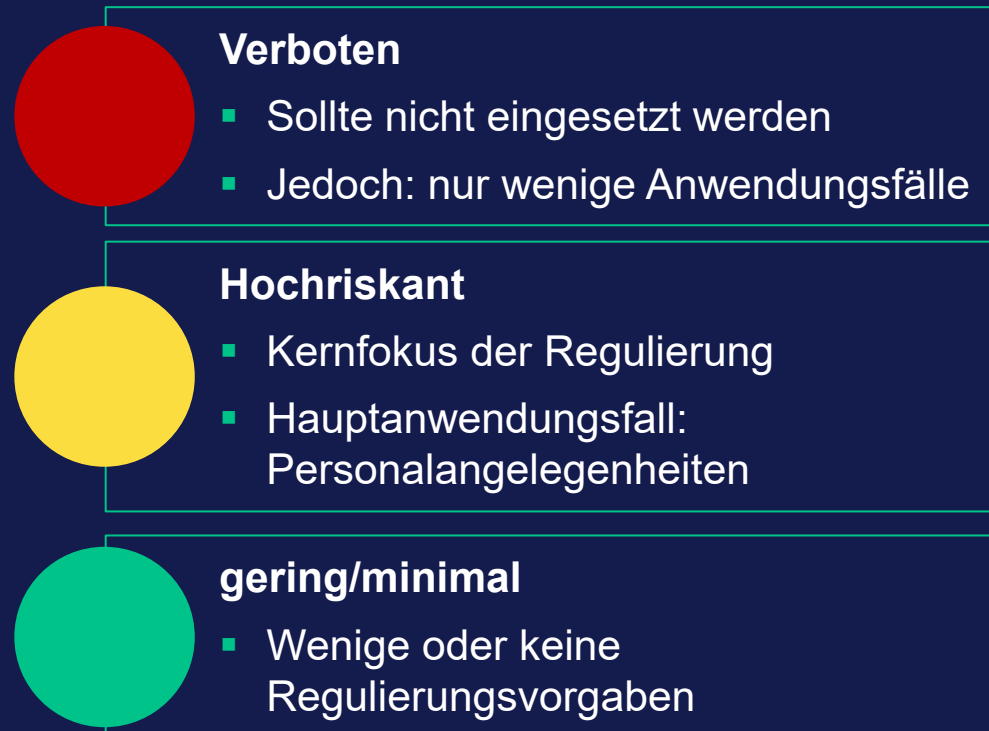 Verboten
▪ Sollte nicht eingesetzt werden
▪ Jedoch: nur wenige Anwendungsfälle
Hochriskant
▪ Kernfokus der Regulierung
▪ Hauptanwendungsfall:
Personalangelegenheiten
gering/minimal
▪ Wenige oder keine
Regulierungsvorgaben